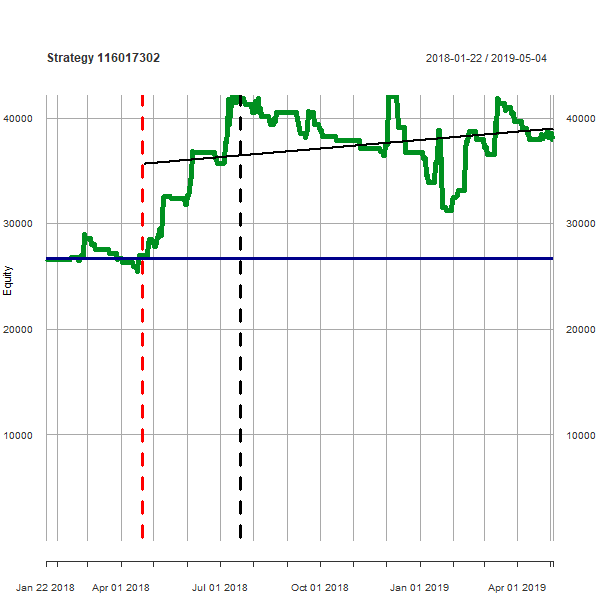 Strategy 116017302 2018-01-22 / 2019-05-04
40000 40000
30000 30000
Equity
20000 20000
10000 10000
Jan 22 2018 Apr 01 2018 Jul 01 2018 Oct 01 2018 Jan 01 2019 Apr 01 2019